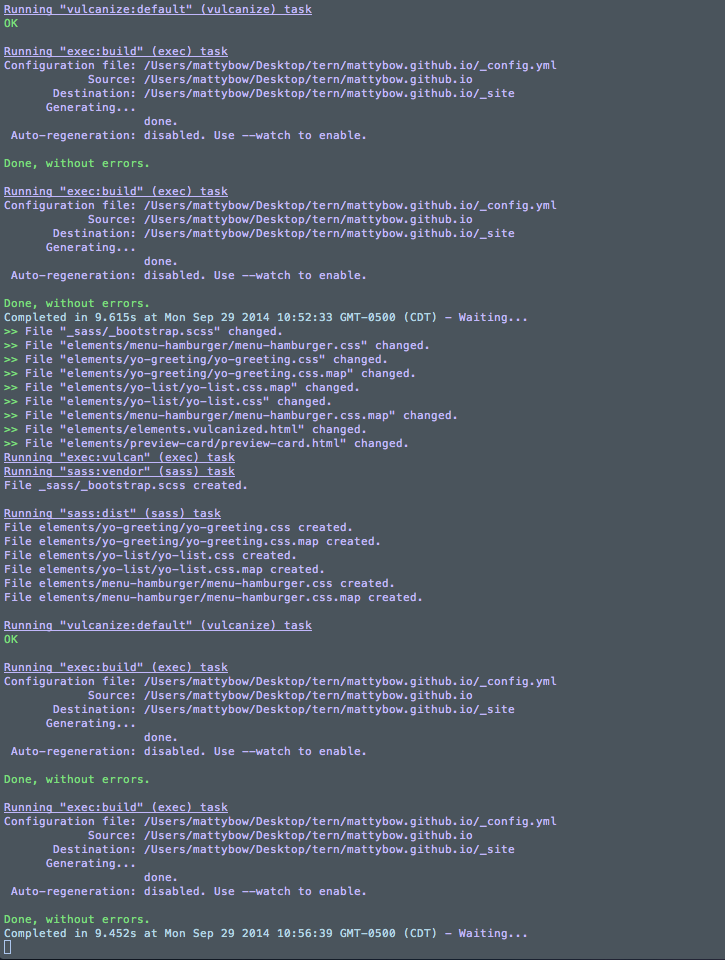 Running "vulcanize:default" (vulcanize) task
OK
Running "exec:build" (exec) task
Configuration file: /Users/mattybow/Desktop/tern/mattybow.github.io/_config.yml
Source: /Users/mattybow/Desktop/tern/mattybow.github.io
Destination: /Users/mattybow/Desktop/tern/mattybow.github.io/_site
Generating...
done.
Auto-regeneration: disabled. Use --watch to enable.
Done, without errors.
Running "exec:build" (exec) task
Configuration file: /Users/mattybow/Desktop/tern/mattybow.github.io/_config.yml
Source: /Users/mattybow/Desktop/tern/mattybow.github.io
Destination: /Users/mattybow/Desktop/tern/mattybow.github.io/_site
Generating...
done.
Auto-regeneration: disabled. Use --watch to enable.
Done, without errors.
Completed in 9.615s at Mon Sep 29 2014 10:52:33 GMT-0500 (CDT) - Waiting...
>> File "_sass/_bootstrap.scss" changed.
>> File "elements/menu-hamburger/menu-hamburger.css" changed.
>> File "elements/yo-greeting/yo-greeting.css" changed.
>> File "elements/yo-greeting/yo-greeting.css.map" changed.
>> File "elements/yo-list/yo-list.css.map" changed.
>> File "elements/yo-list/yo-list.css" changed.
>> File "elements/menu-hamburger/menu-hamburger.css.map" changed.
>> File "elements/elements.vulcanized.html" changed.
>> File "elements/preview-card/preview-card.html" changed.
Running "exec:vulcan" (exec) task
Running "sass:vendor" (sass) task
File _sass/_bootstrap.scss created.
Running "sass:dist" (sass) task
File elements/yo-greeting/yo-greeting.css created.
File elements/yo-greeting/yo-greeting.css.map created.
File elements/yo-list/yo-list.css created.
File elements/yo-list/yo-list.css.map created.
File elements/menu-hamburger/menu-hamburger.css created.
File elements/menu-hamburger/menu-hamburger.css.map created.
Running "vulcanize:default" (vulcanize) task
OK
Running "exec:build" (exec) task
Configuration file: /Users/mattybow/Desktop/tern/mattybow.github.io/_config.yml
Source: /Users/mattybow/Desktop/tern/mattybow.github.io
Destination: /Users/mattybow/Desktop/tern/mattybow.github.io/_site
Generating...
done.
Auto-regeneration: disabled. Use --watch to enable.
Done, without errors.
Running "exec:build" (exec) task
Configuration file: /Users/mattybow/Desktop/tern/mattybow.github.io/_config.yml
Source: /Users/mattybow/Desktop/tern/mattybow.github.io
Destination: /Users/mattybow/Desktop/tern/mattybow.github.io/_site
Generating...
done.
Auto-regeneration: disabled. Use --watch to enable.
Done, without errors.
Completed in 9.452s at Mon Sep 29 2014 10:56:39 GMT-0500 (CDT) - Waiting...